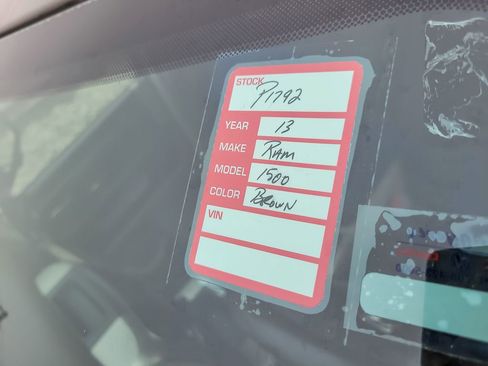 STOCK
P1792
YEAR 13
MAKE RAM
MODEL 1500
COLOR BROWN
VIN